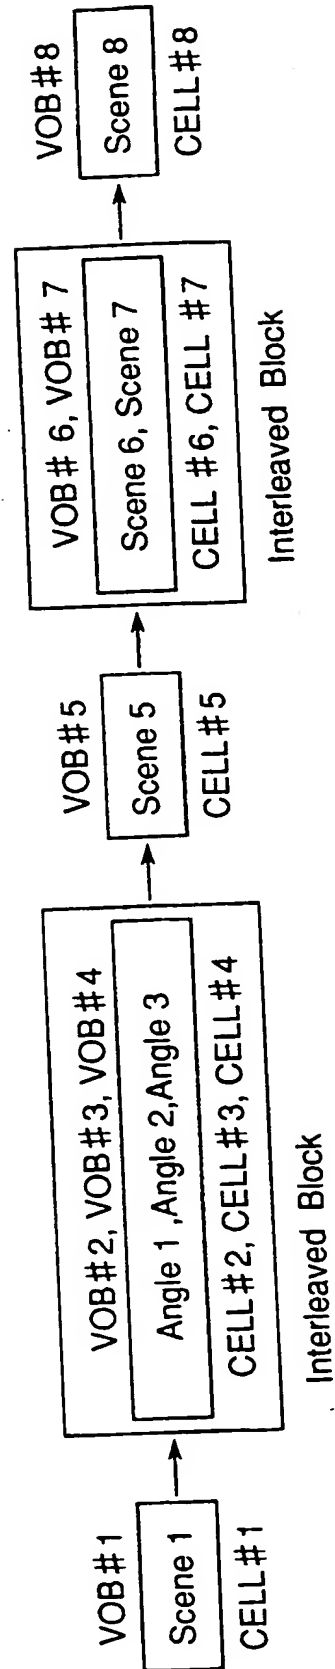 VOB#1
Scene 1
CELL#1
VOB#2, VOB#3, VOB#4
Angle 1 ,Angle 2,Angle 3
CELL#2, CELL#3, CELL#4
Interleaved Block
VOB#5
Scene 5
CELL#5
VOB# 6, VOB# 7
Scene 6, Scene 7
CELL #6, CELL #7
Interleaved Block
VOB#8
Scene 8
CELL#8